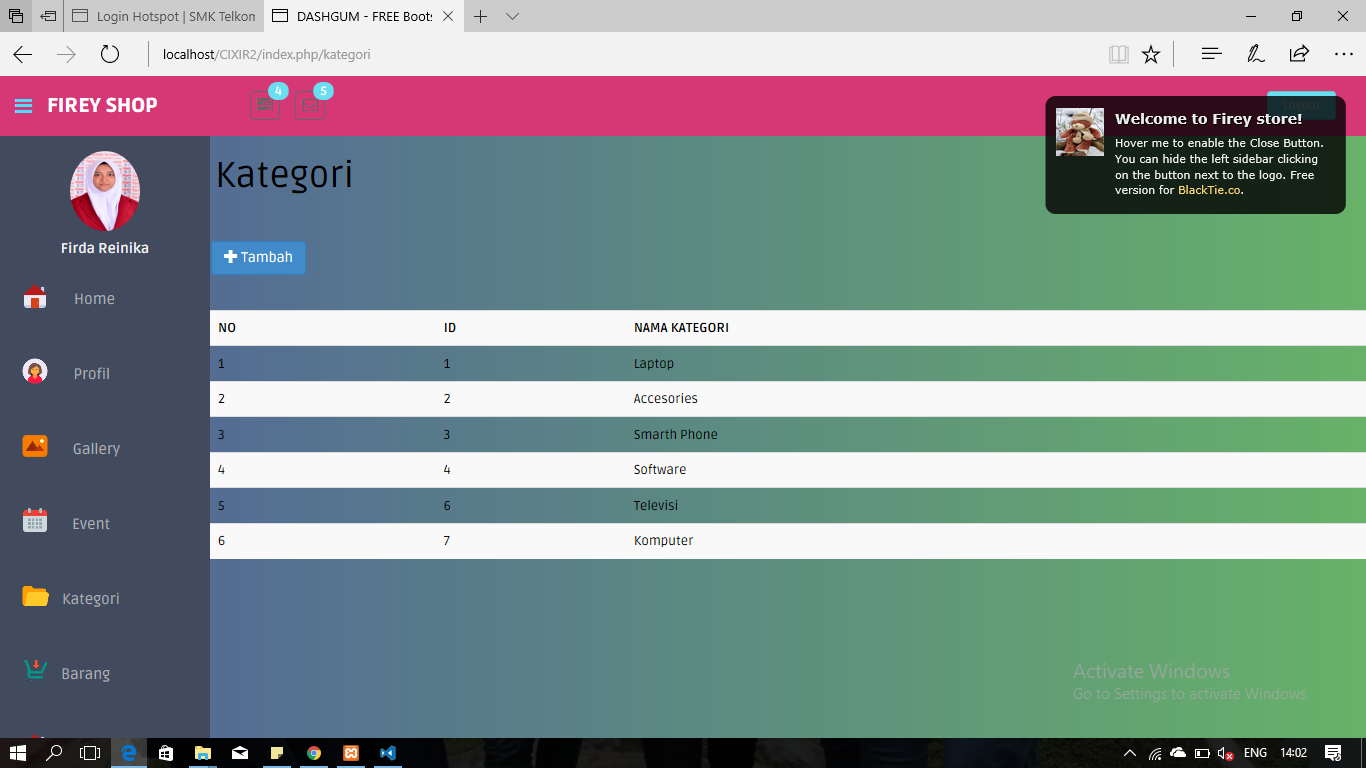 Login Hotspot | SMK Telkom
DASHGUM - FREE Boots
localhost/CIXIR2/index.php/kategori
FIREY SHOP
4
5
Logout
Welcome to Firey store!
Hover me to enable the Close Button.
You can hide the left sidebar clicking
on the button next to the logo. Free
version for BlackTie.co.
Firda Reinika
Home
Profil
Gallery
Event
Kategori
Barang
Kategori
Tambah
NO ID NAMA KATEGORI
1 1 Laptop
2 2 Accesories
3 3 Smarth Phone
4 4 Software
5 6 Televisi
6 7 Komputer
Activate Windows
Go to Settings to activate Windows.
ENG 14:02